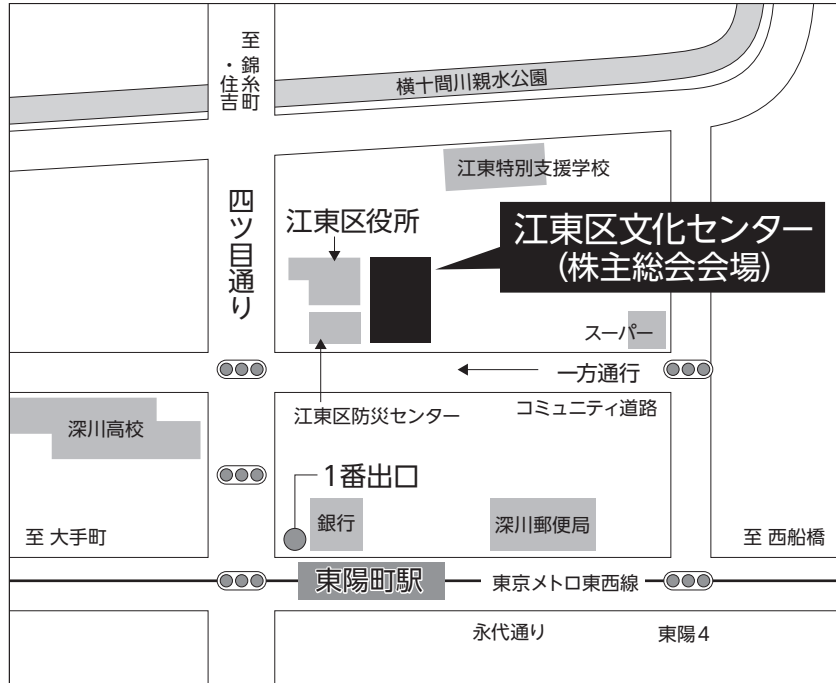 至 錦糸町
・住吉
横十間川親水公園
江東特別支援学校
四ツ目通り
江東区役所
江東区文化センター
(株主総会会場)
スーパー
一方通行
コミュニティ道路
江東区防災センター
深川高校
1番出口
銀行
深川郵便局
至 大手町
至 西船橋
東陽町駅
東京メトロ東西線
永代通り
東陽4